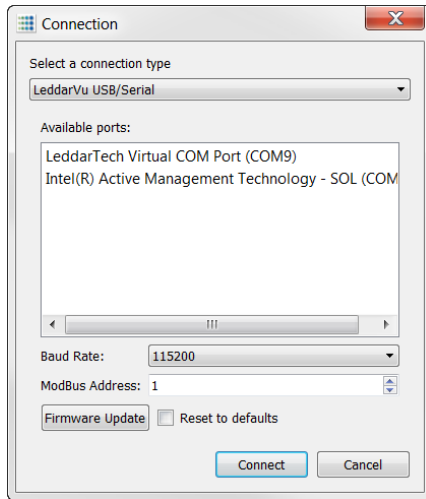 Connection
Select a connection type
LeddarVu USB/Serial
Available ports:
LeddarTech Virtual COM Port (COM9)
Intel(R) Active Management Technology - SOL (COM
Baud Rate: 115200
ModBus Address: 1
Firmware Update Reset to defaults
Connect Cancel